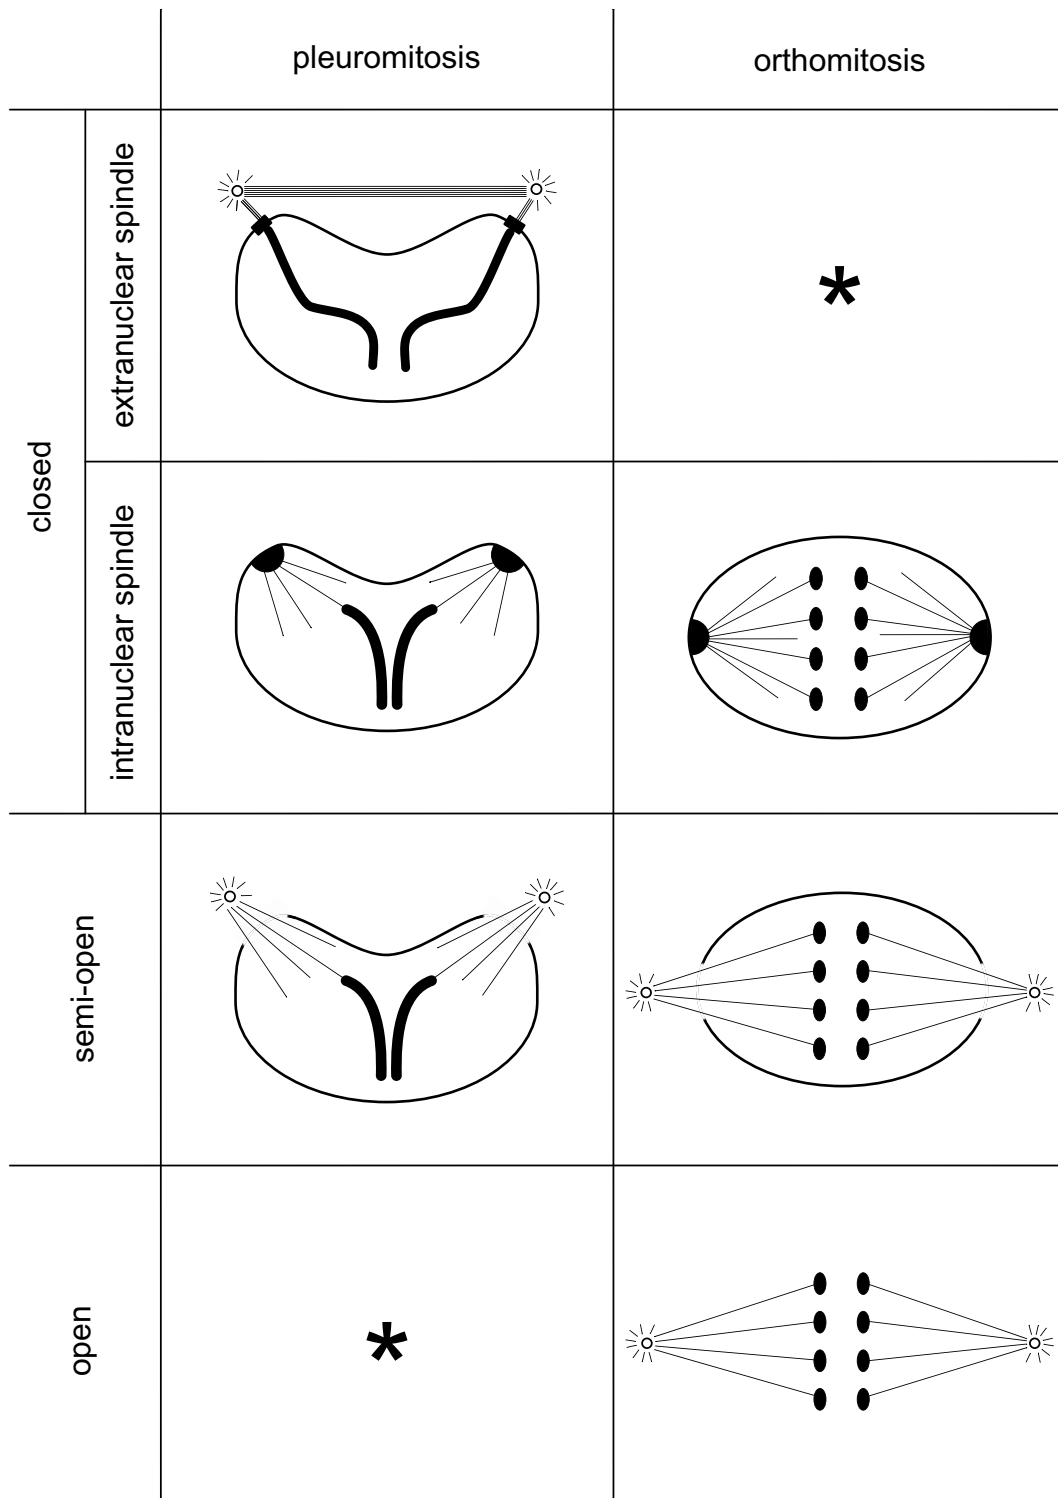 pleuromitosis
orthomitosis
closed
extranuclear spindle
*
intranuclear spindle
semi-open
open
*